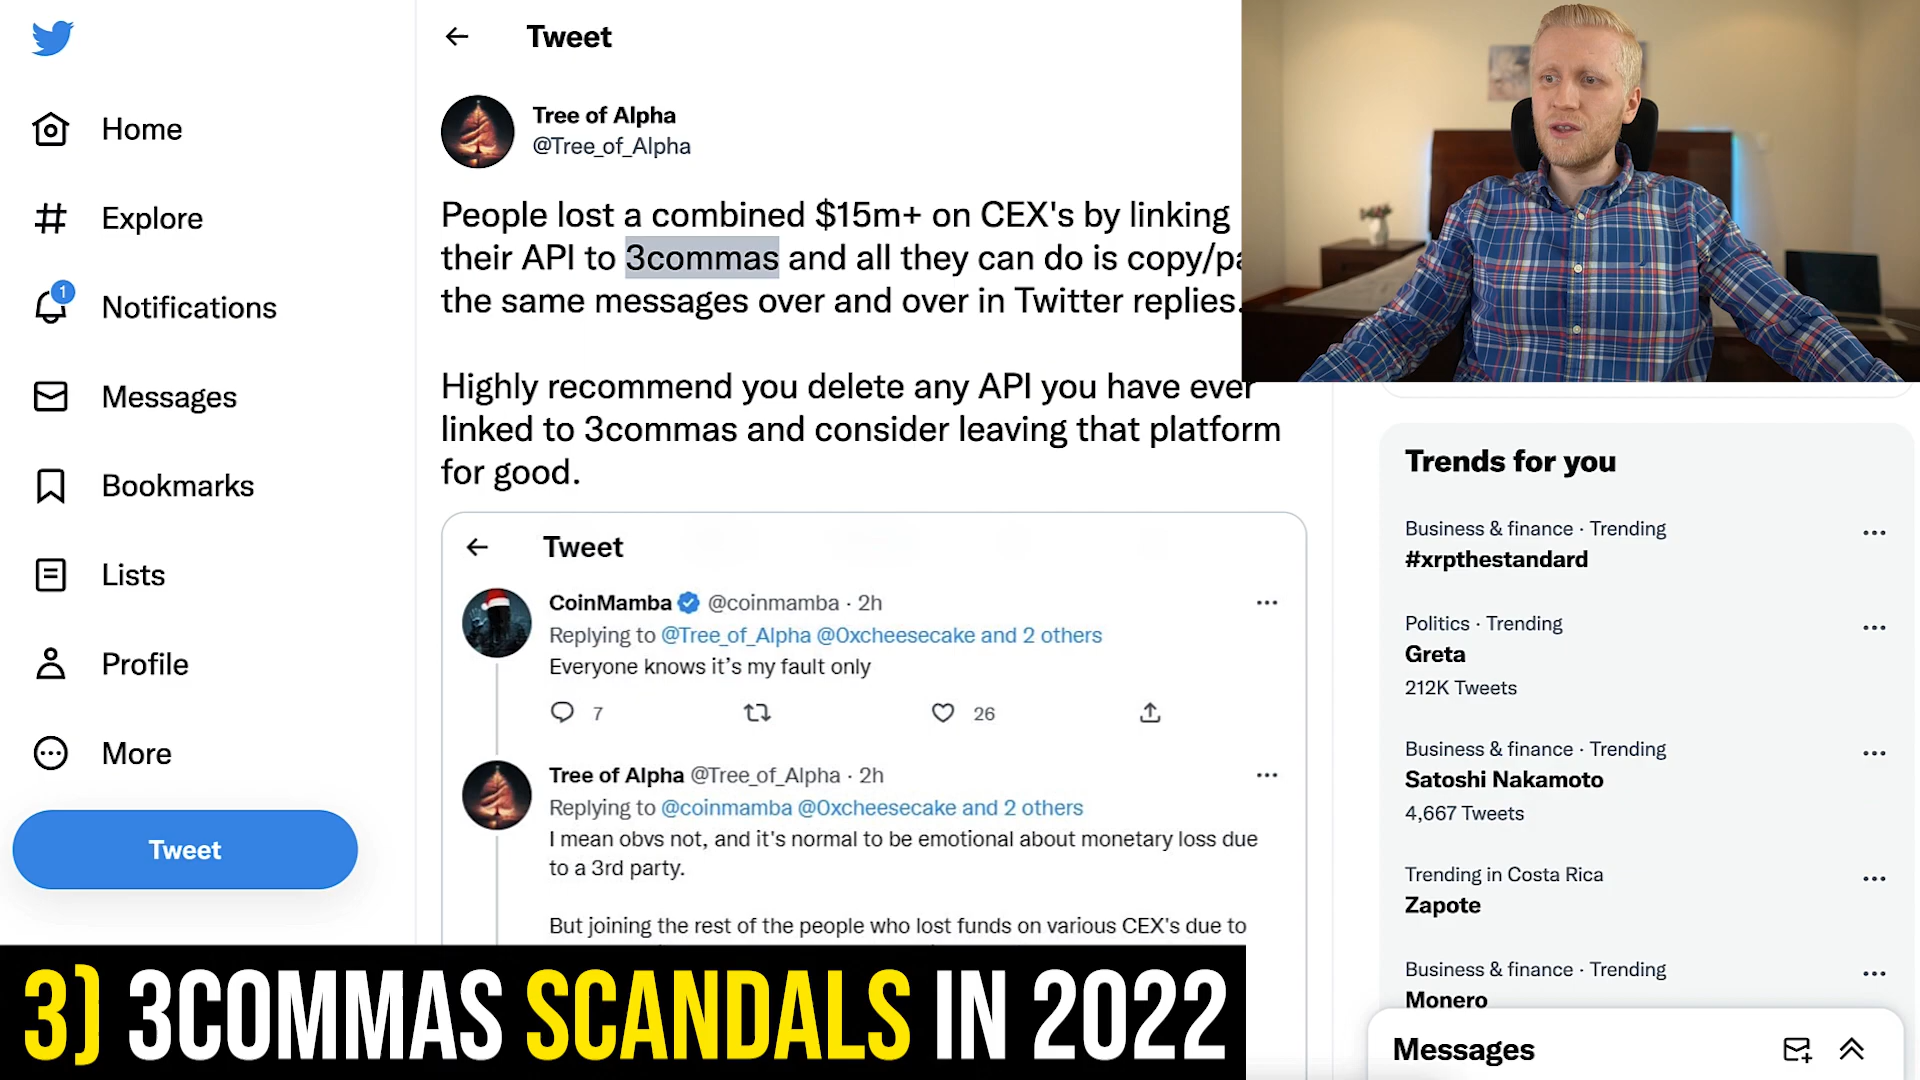 Home
Explore
1
Notifications
Messages
Bookmarks
Lists
Profile
More
Tweet
Tweet
Tree of Alpha
@Tree_of_Alpha
People lost a combined $15m+ on CEX's by linking
their API to 3commas and all they can do is
the same messages over and over in Twitter replies.
Highly recommend you delete any API you have ever
linked to 3commas and consider leaving that platform
for good.
Tweet
CoinMamba @coinmamba · 2h
Replying to @Tree_of_Alpha @0xcheesecake and 2 others
Everyone knows it's my fault only
7
26
Tree of Alpha @Tree_of_Alpha · 2h
Replying to @coinmamba @0xcheesecake and 2 others
I mean obvs not, and it's normal to be emotional about monetary loss due
to a 3rd party.
But joining the rest of the people who lost funds on various CEX's due to
Trends for you
Business & finance · Trending
#xrpthestandard
Politics · Trending
Greta
212K Tweets
Business & finance · Trending
Satoshi Nakamoto
4,667 Tweets
Trending in Costa Rica
Zapote
Business & finance · Trending
Monero
Messages
3) 3COMMAS SCANDALS IN 2022